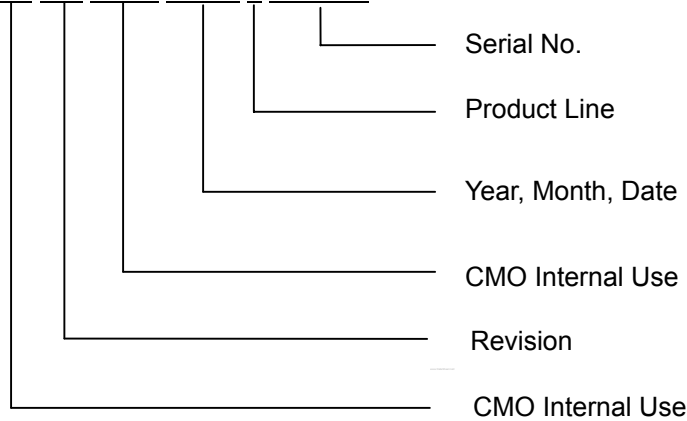 Serial No.
Product Line
Year, Month, Date
CMO Internal Use
Revision
CMO Internal Use